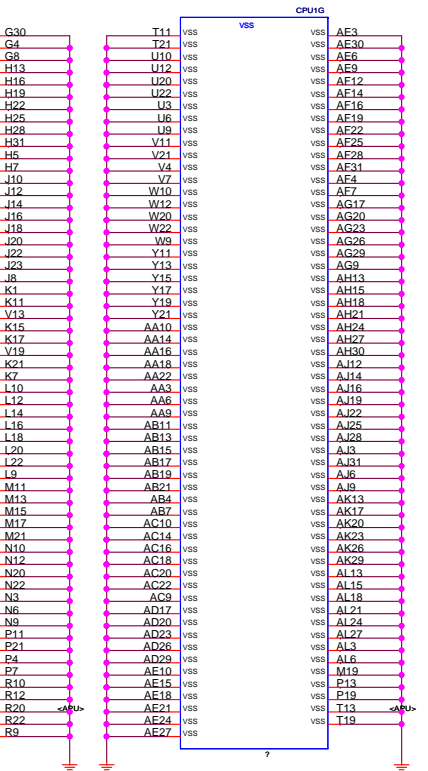 CPU1G
VSS
G30 T11 VSS VSS AE3
G4 T21 VSS VSS AE30
G8 U10 VSS VSS AE6
H13 U12 VSS VSS AE9
H16 U20 VSS VSS AF12
H19 U22 VSS VSS AF14
H22 U3 VSS VSS AF16
H25 U6 VSS VSS AF19
H28 U9 VSS VSS AF22
H31 V11 VSS VSS AF25
H5 V21 VSS VSS AF28
H7 V4 VSS VSS AF31
J10 V7 VSS VSS AF4
J12 W10 VSS VSS AF7
J14 W12 VSS VSS AG17
J16 W20 VSS VSS AG20
J18 W22 VSS VSS AG23
J20 W9 VSS VSS AG26
J22 Y11 VSS VSS AG29
J23 Y13 VSS VSS AG9
J8 Y15 VSS VSS AH13
K1 Y17 VSS VSS AH15
K11 Y19 VSS VSS AH18
V13 Y21 VSS VSS AH21
K15 AA10 VSS VSS AH24
K17 AA14 VSS VSS AH27
V19 AA16 VSS VSS AH30
K21 AA18 VSS VSS AJ12
K7 AA22 VSS VSS AJ14
L10 AA3 VSS VSS AJ16
L12 AA6 VSS VSS AJ19
L14 AA9 VSS VSS AJ22
L16 AB11 VSS VSS AJ25
L18 AB13 VSS VSS AJ28
L20 AB15 VSS VSS AJ3
L22 AB17 VSS VSS AJ31
L9 AB19 VSS VSS AJ6
M11 AB21 VSS VSS AJ9
M13 AB4 VSS VSS AK13
M15 AB7 VSS VSS AK17
M17 AC10 VSS VSS AK20
M21 AC14 VSS VSS AK23
N10 AC16 VSS VSS AK26
N12 AC18 VSS VSS AK29
N20 AC20 VSS VSS AL13
N22 AC22 VSS VSS AL15
N3 AC9 VSS VSS AL18
N6 AD17 VSS VSS AL21
N9 AD20 VSS VSS AL24
P11 AD23 VSS VSS AL27
P21 AD26 VSS VSS AL3
P4 AD29 VSS VSS AL6
P7 AE10 VSS VSS M19
R10 AE15 VSS VSS P13
R12 AE18 VSS VSS P19
R20 <APU> AE21 VSS VSS T13 <APU>
R22 AE24 VSS VSS T19
R9 AE27 VSS
?